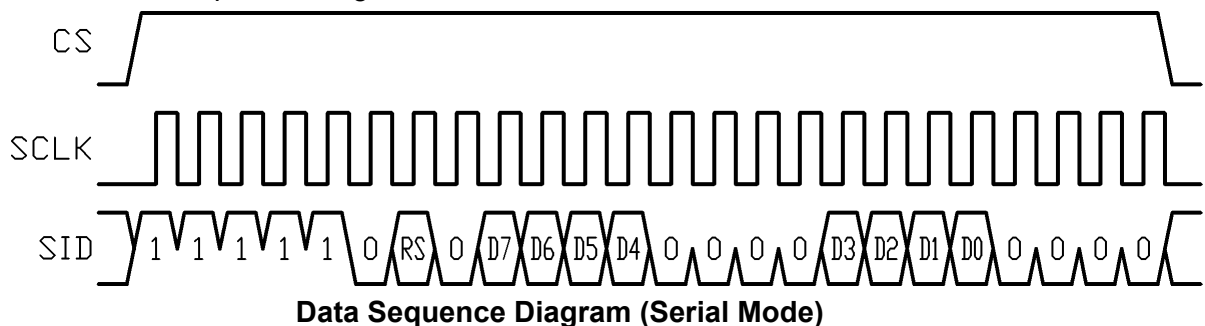 CS
SCLK
SID 1 1 1 1 1 0 RS 0 D7 D6 D5 D4 0 0 0 0 D3 D2 D1 D0 0 0 0 0
Data Sequence Diagram (Serial Mode)